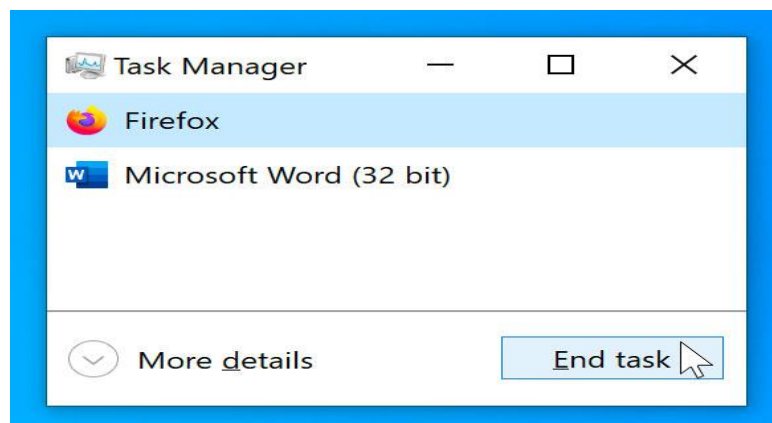 Task Manager
Firefox
W Microsoft Word (32 bit)
More details
End task